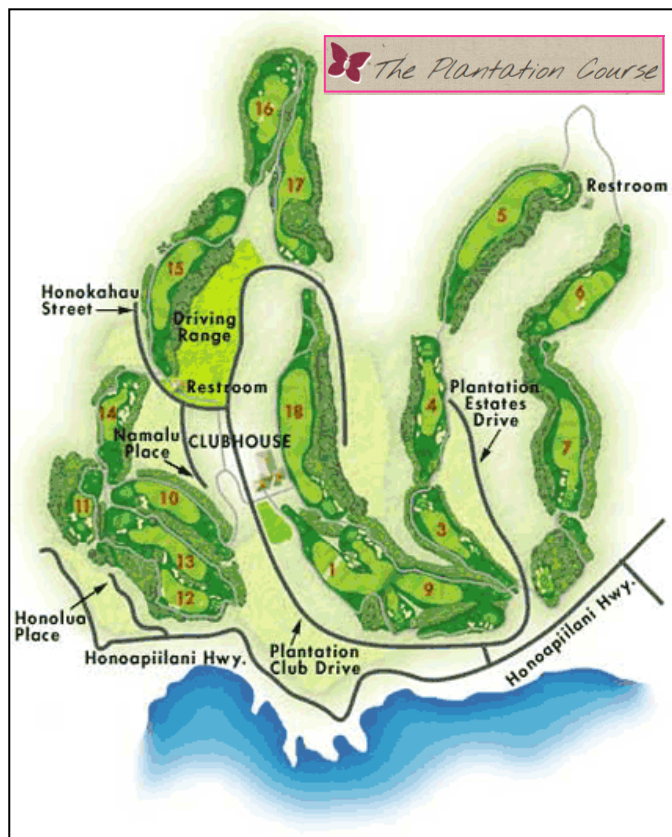 The Plantation Course
16
17
5
Restroom
15
6
Honokahau
Street
Driving
Range
Restroom
4
Plantation
Estates
Drive
14
18
7
Namalu
Place
CLUBHOUSE
10
11
3
13
1
9
12
Honolua
Place
Honoapiilani Hwy.
Plantation
Club Drive
Honoapiilani Hwy.